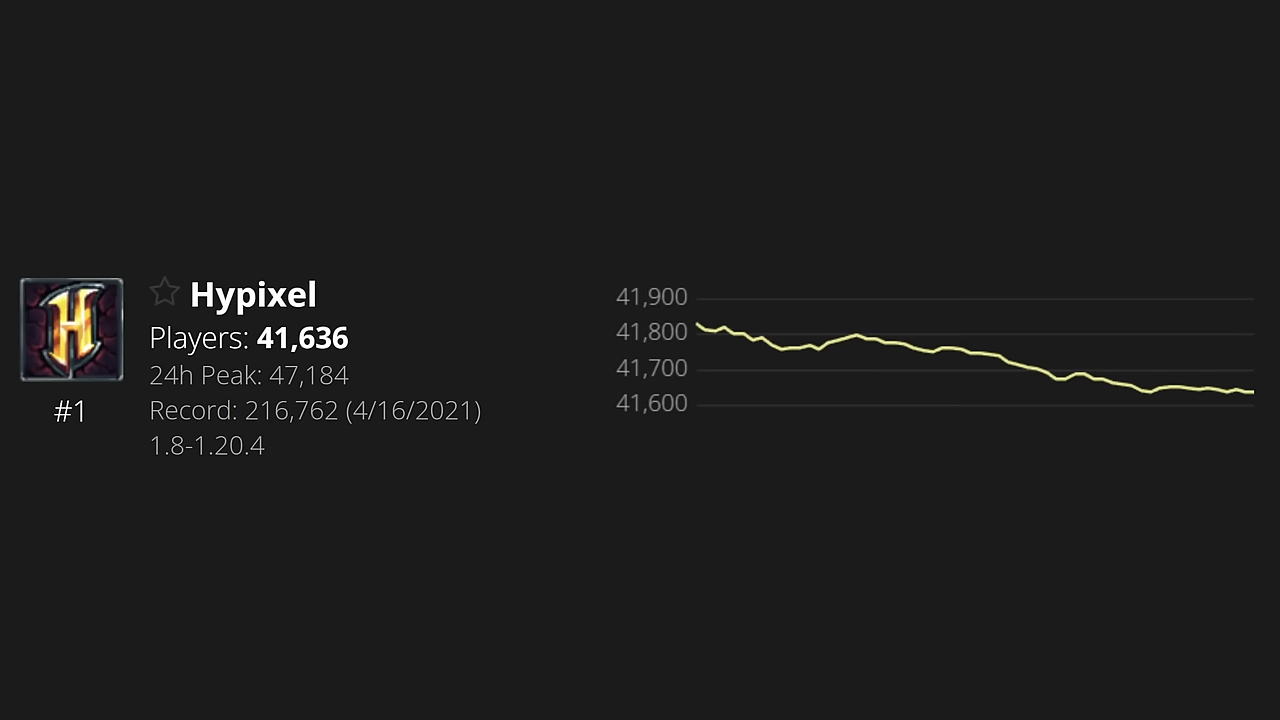 Hypixel
Players: 41,636
24h Peak: 47,184
Record: 216,762 (4/16/2021)
1.8-1.20.4
#1
41,900
41,800
41,700
41,600